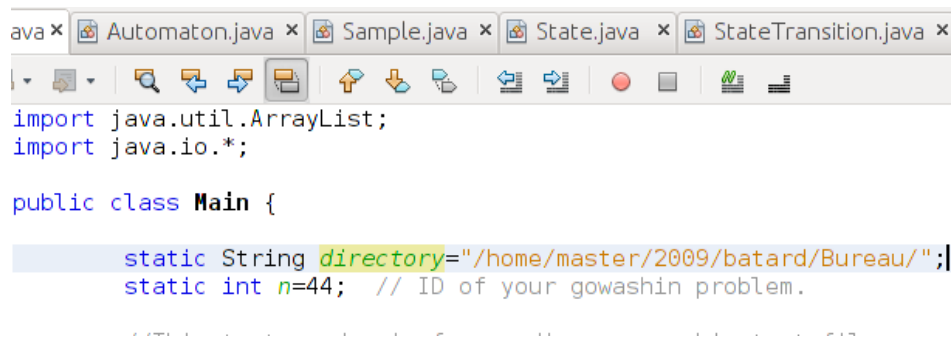 ava Automaton.java Sample.java State.java StateTransition.java
import java.util.ArrayList;
import java.io.*;
public class Main {
static String directory="/home/master/2009/batard/Bureau/";
static int n=44; // ID of your gowashin problem.